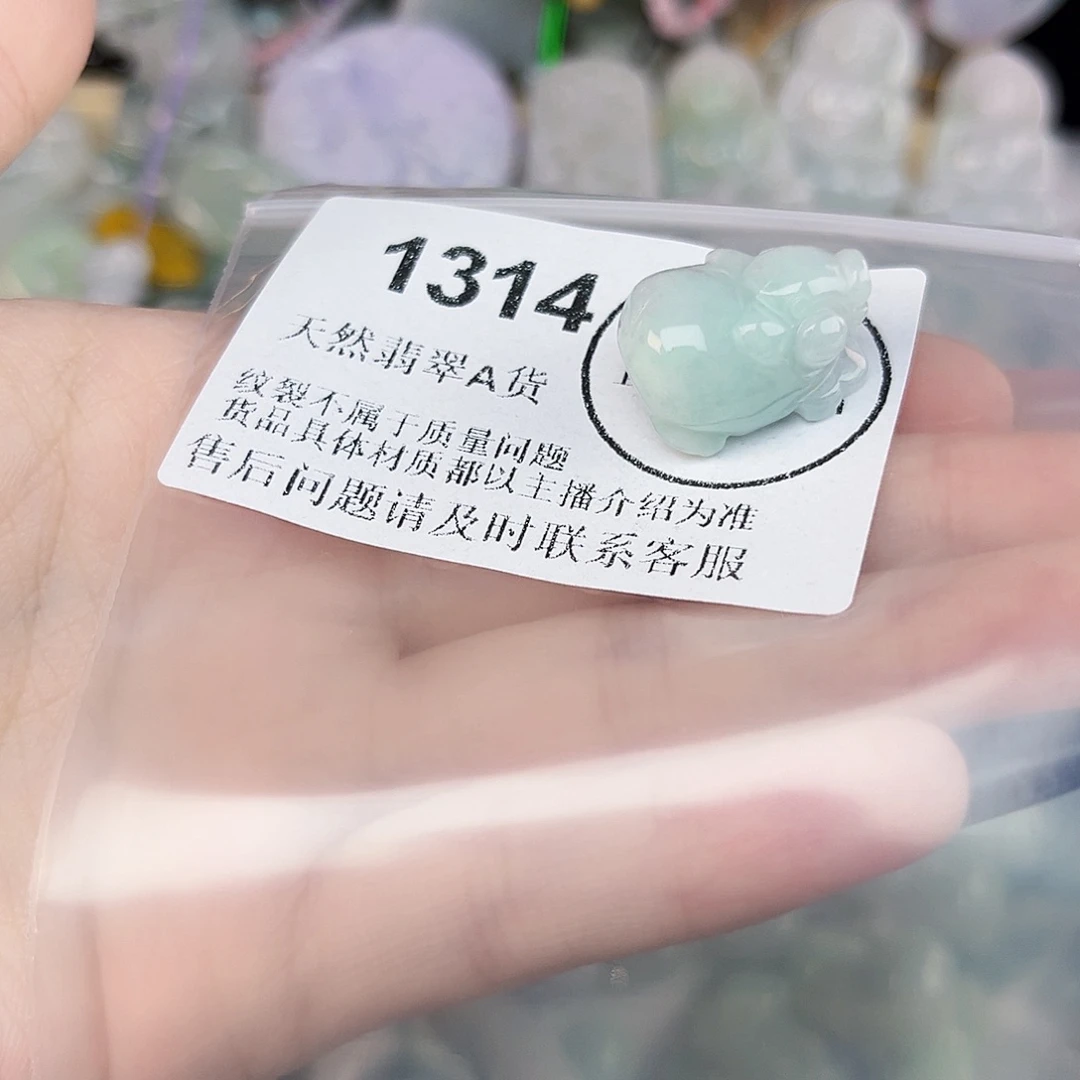 1314
天然翡翠A货
纹裂不属于质量问题
货品具体材质都以主播介绍为准
售后问题请及时联系客服